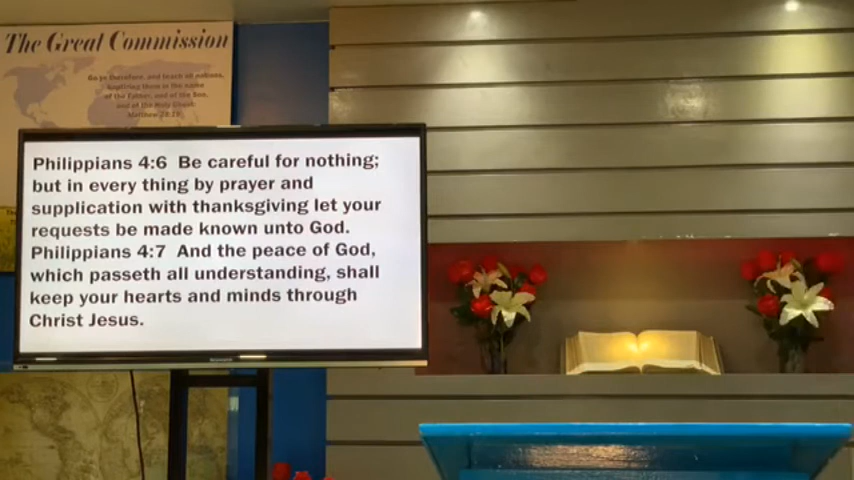 The Great Commission
Go ye therefore, and teach all nations,
baptizing them in the name
of the Father, and of the Son,
and of the Holy Ghost:
Matthew 28:19
Philippians 4:6 Be careful for nothing;
but in every thing by prayer and
supplication with thanksgiving let your
requests be made known unto God.
Philippians 4:7 And the peace of God,
which passeth all understanding, shall
keep your hearts and minds through
Christ Jesus.